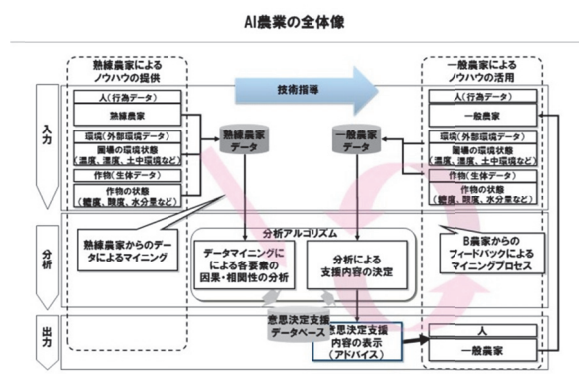 AI農業の全体像
熟練農家による
ノウハウの提供
技術指導
一般農家による
ノウハウの活用
入力
人(行為データ)
熟練農家
環境(外部環境データ)
圃場の環境状態
(温度、湿度、土中環境など)
作物(生体データ)
作物の状態
(糖度、酸度、水分量など)
熟練農家
データ
一般農家
データ
人(行為データ)
一般農家
環境(外部環境データ)
圃場の環境状態
(温度、湿度、土中環境など)
作物(生体データ)
作物の状態
(糖度、酸度、水分量など)
分析
熟練農家からのデー
タによるマイニング
分析アルゴリズム
データマイニングに
による各要素の
因果・相関性の分析
分析による
支援内容の決定
B農家からの
フィードバックによる
マイニングプロセス
出力
意思決定支援
データベース
意思決定支援
内容の表示
(アドバイス)
人
一般農家